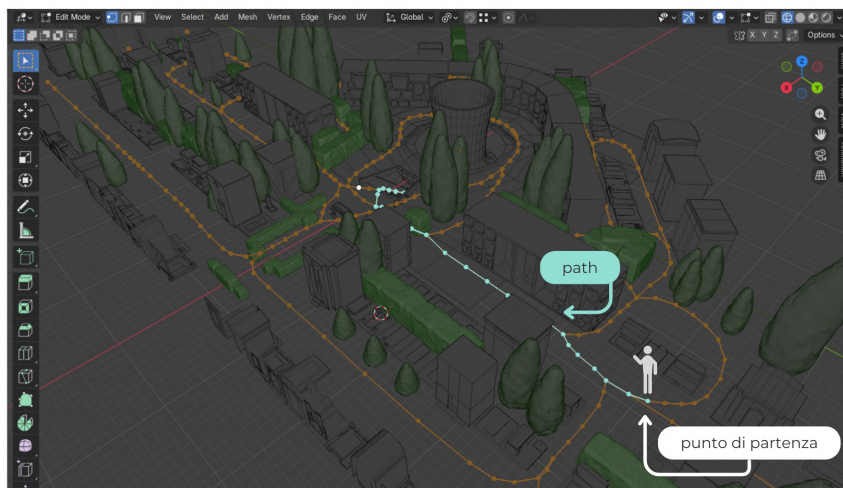 Edit Mode View Select Add Mesh Vertex Edge Face UV Global
X Y Z Options
Z
X Y
path
punto di partenza